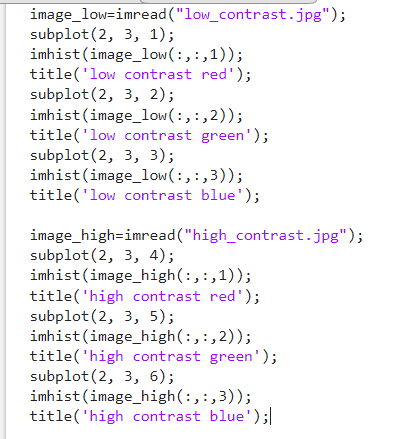 image_low=imread("low_contrast.jpg");
subplot(2, 3, 1);
imhist(image_low(:,:,1));
title('low contrast red');
subplot(2, 3, 2);
imhist(image_low(:,:,2));
title('low contrast green');
subplot(2, 3, 3);
imhist(image_low(:,:,3));
title('low contrast blue');
image_high=imread("high_contrast.jpg");
subplot(2, 3, 4);
imhist(image_high(:,:,1));
title('high contrast red');
subplot(2, 3, 5);
imhist(image_high(:,:,2));
title('high contrast green');
subplot(2, 3, 6);
imhist(image_high(:,:,3));
title('high contrast blue');